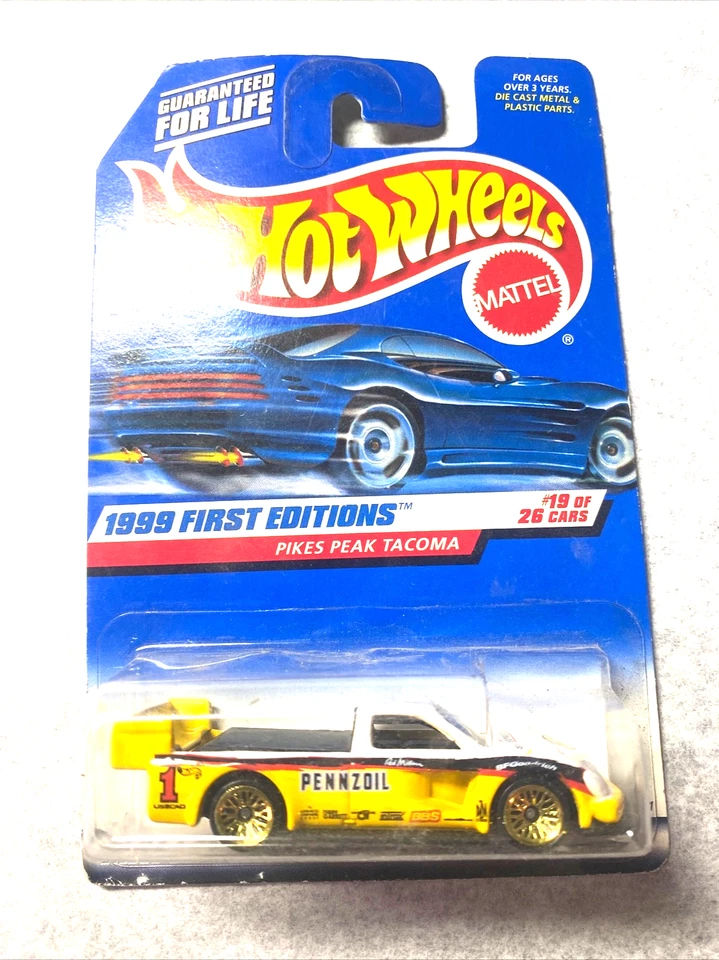 GUARANTEED
FOR LIFE
FOR AGES
OVER 3 YEARS.
DIE CAST METAL &
PLASTIC PARTS.
HOT WHEELS
MATTEL
®
1999 FIRST EDITIONS™
#19 OF
26 CARS
PIKES PEAK TACOMA
1
PENNZOIL
BFGoodrich
BBS